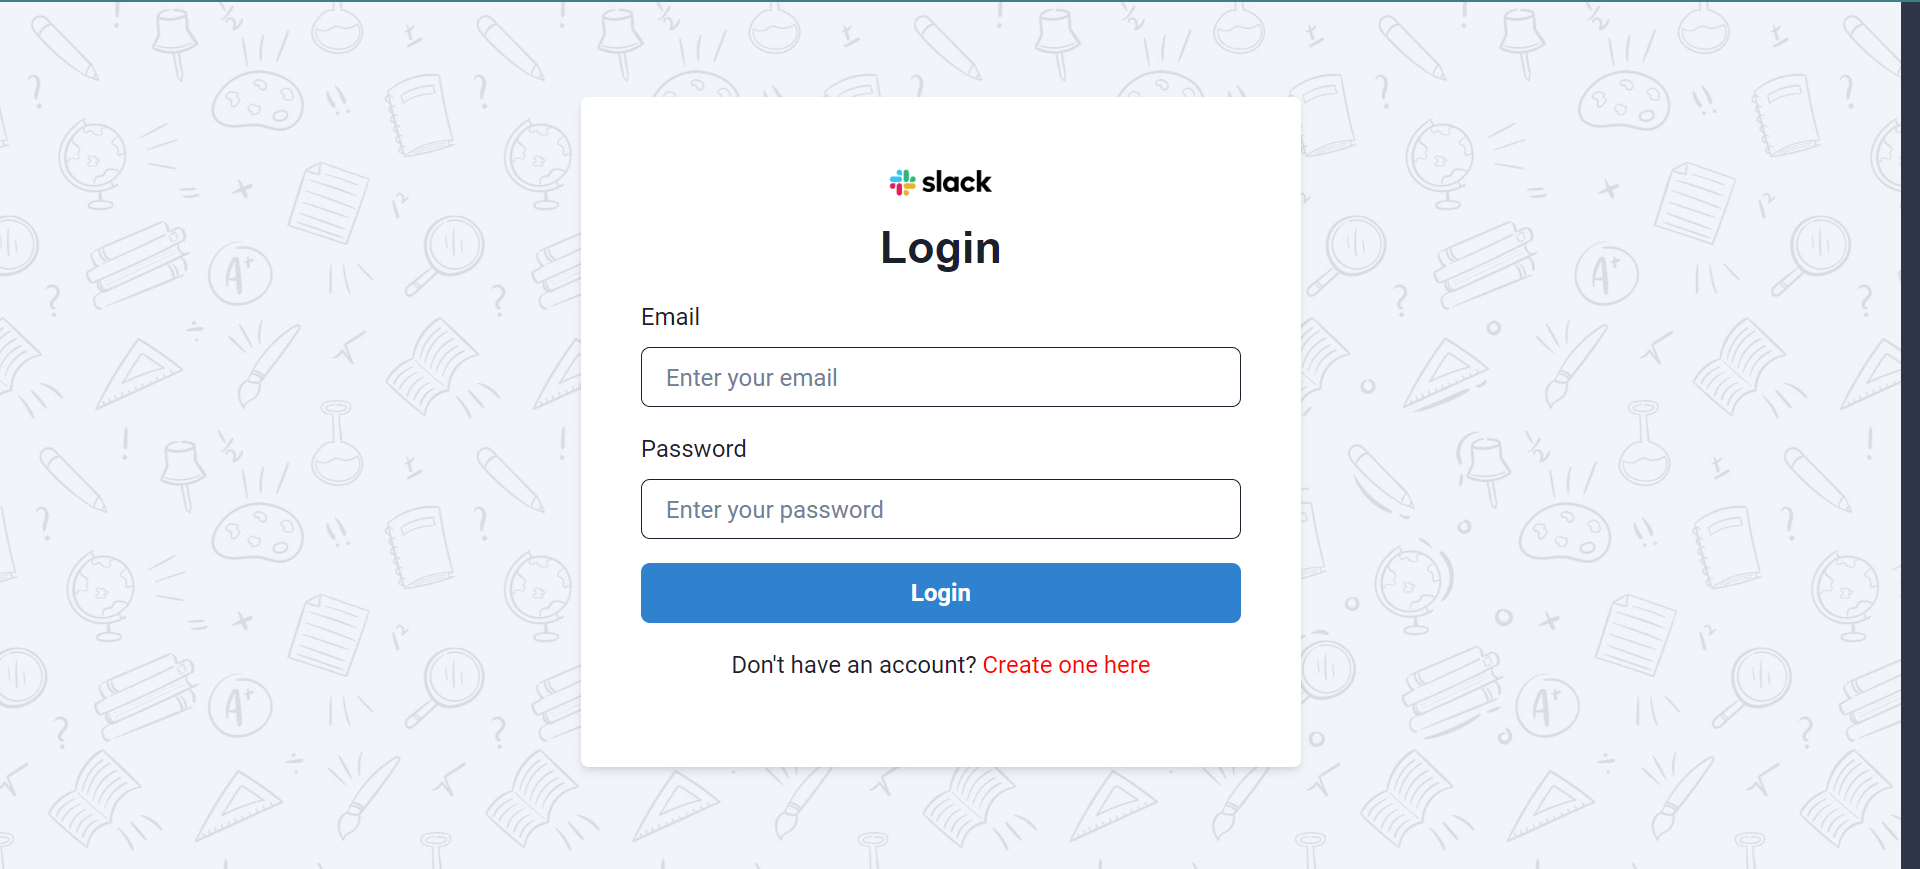 slack
Login
Email
Enter your email
Password
Enter your password
Login
Don't have an account? Create one here
A+
A+
A+
A+